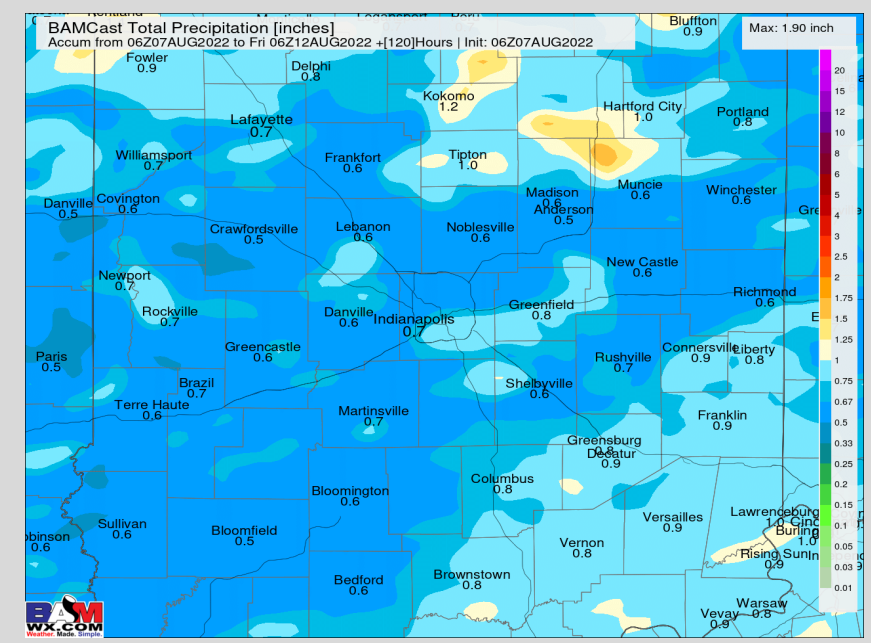 BAMCast Total Precipitation [inches]
Accum from 06Z07AUG2022 to Fri 06Z12AUG2022 +[120]Hours | Init: 06Z07AUG2022
Max: 1.90 inch
Bluffton
0.9
Fowler
0.9
Delphi
0.8
Kokomo
1.2
Hartford City
1.0
Portland
0.8
Lafayette
0.7
Williamsport
0.7
Frankfort
0.6
Tipton
1.0
Muncie
0.6
Winchester
0.6
Madison
0.6
Anderson
0.5
Danville
0.5
Covington
0.6
Crawfordsville
0.5
Lebanon
0.6
Noblesville
0.6
New Castle
0.6
Newport
0.7
Richmond
0.6
Rockville
0.7
Danville
0.6
Indianapolis
0.7
Greenfield
0.8
Paris
0.5
Greencastle
0.6
Rushville
0.7
Connersville
0.9
Liberty
0.8
Brazil
0.7
Shelbyville
0.6
Terre Haute
0.6
Martinsville
0.7
Franklin
0.9
Greensburg
0.8
Decatur
0.9
Columbus
0.8
Bloomington
0.6
Versailles
0.9
Lawrenceburg
1.0
Sullivan
0.6
Bloomfield
0.5
obinson
0.6
Vernon
0.8
Burlin
1.0
Rising Sun
0.9
Bedford
0.6
Brownstown
0.8
Warsaw
0.8
Vevay
0.9
20
15
12
10
8
6
5
4
3
2.5
2
1.75
1.5
1.25
1
0.75
0.67
0.5
0.33
0.25
0.2
0.15
0.1
0.05
0.03
0.01
BAM
WX.COM
Weather. Made. Simple.